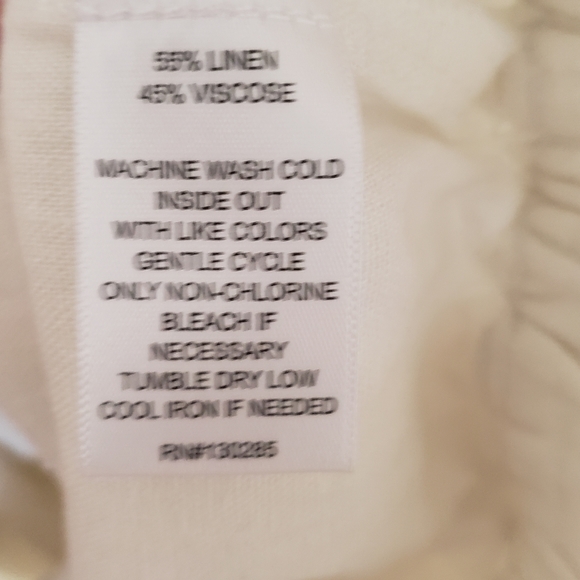 55% LINEN
45% VISCOSE
MACHINE WASH COLD
INSIDE OUT
WITH LIKE COLORS
GENTLE CYCLE
ONLY NON-CHLORINE
BLEACH IF
NECESSARY
TUMBLE DRY LOW
COOL IRON IF NEEDED
RN#130285